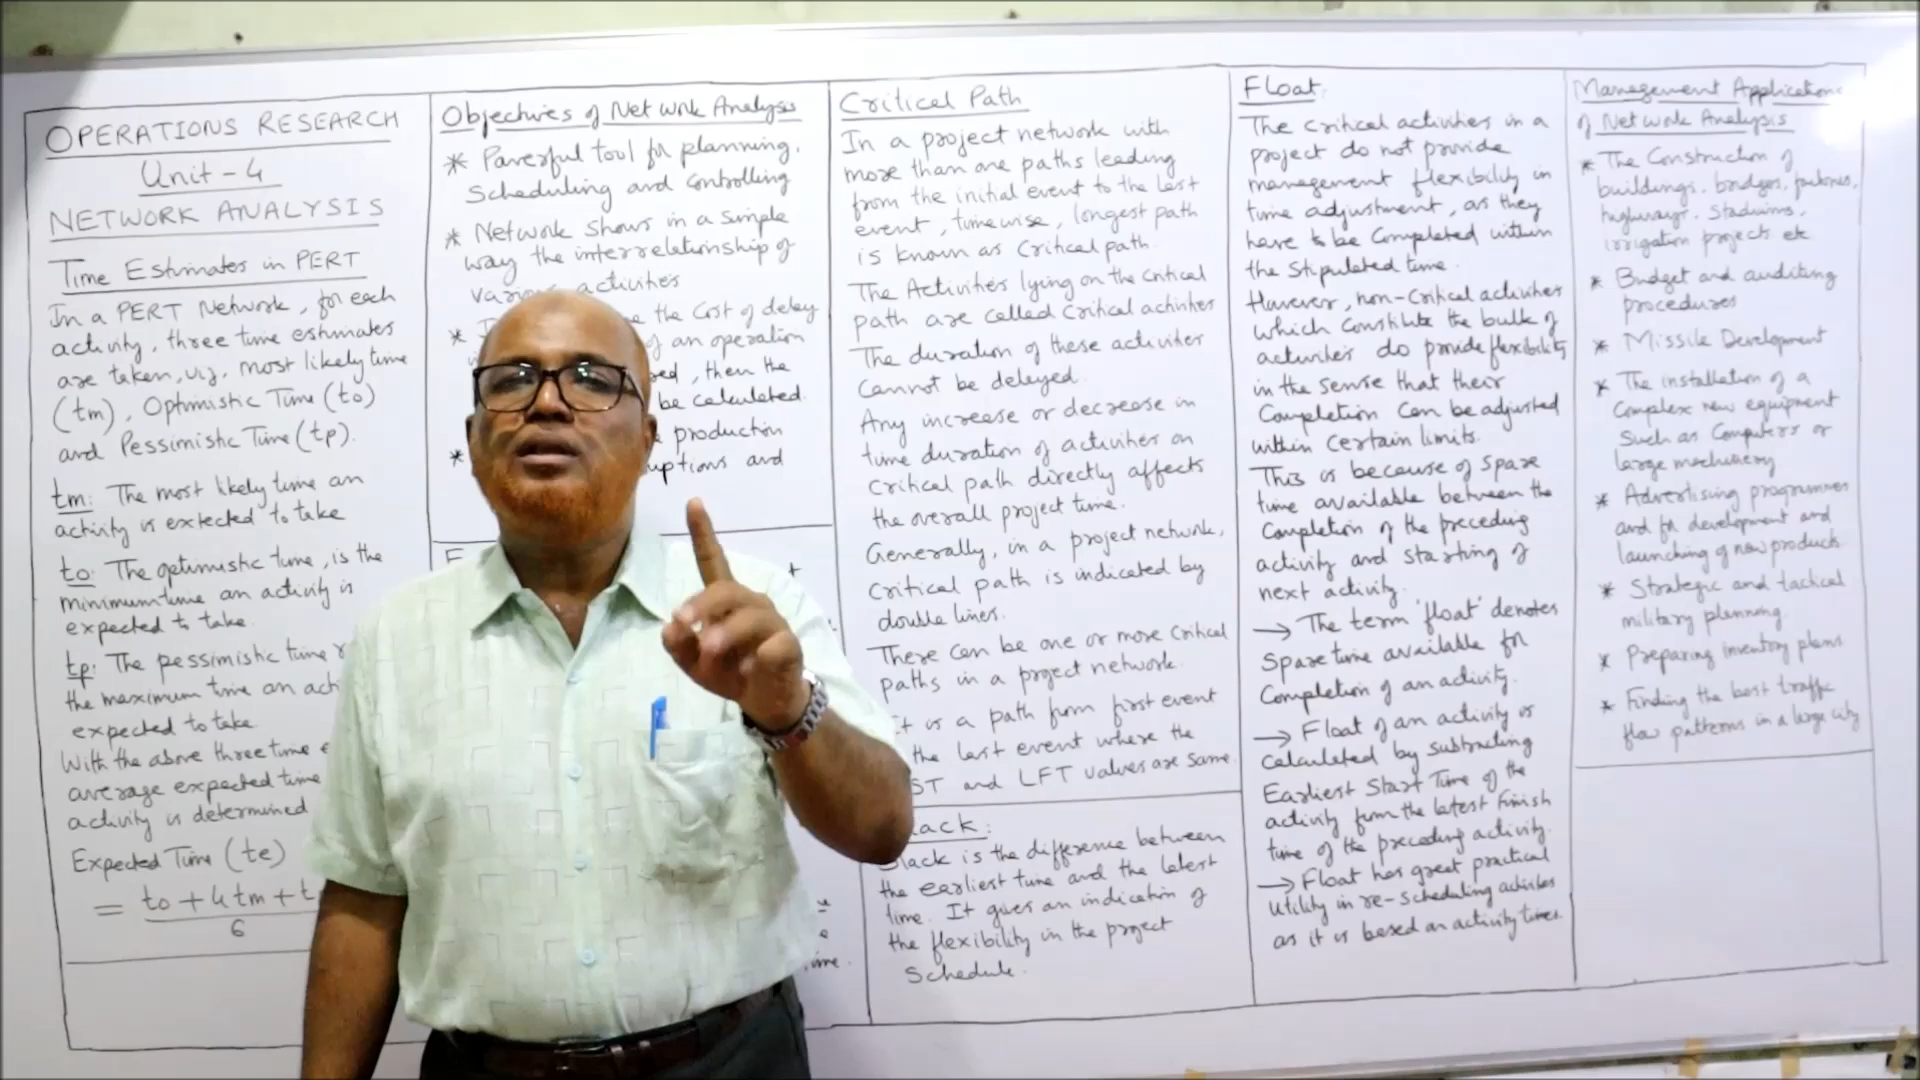 OPERATIONS RESEARCH
Unit-4
NETWORK ANALYSIS
Time Estimates in PERT
In a PERT Network, for each
activity, three time estimates
are taken, viz, most likely time
(tm), Optimistic Time (to)
and Pessimistic Time (tp).
tm: The most likely time an
activity is extected to take
to: The optimistic time, is the
minimum time an activity is
expected to take.
tp: The pessimistic time
the maximum time an
expected to take.
With the above three time
average expected time
activity is determined
Expected Time (te)
= to + 4tm + t
6
Objectives of Network Analysis
* Powerful tool for planning,
Scheduling and Controlling
* Network shows in a simple
way the interrelationship of
various activities
* the Cost of delay
of an operation
then the
be calculated.
* production
and
Critical Path
In a project network with
more than one paths leading
from the initial event to the last
event, timewise, longest path
is known as Critical path.
The Activities lying on the critical
path are called Critical activities
The duration of these activities
Cannot be delayed.
Any increase or decrease in
time duration of activities on
Critical path directly affects
the overall project time.
Generally, in a project network,
Critical path is indicated by
double lines.
There can be one or more Critical
paths in a project network.
It is a path from first event
the last event where the
ST and LFT values are same.
lack:
Slack is the difference between
the earliest time and the latest
time. It gives an indication of
the flexibility in the project
Schedule.
Float:
The critical activities in a
project do not provide
management flexibility in
time adjustment, as they
have to be Completed within
the Stipulated time.
However, non-Critical activities
which constitute the bulk of
activities do provide flexibility
in the sense that their
Completion can be adjusted
within Certain limits.
This is because of spare
time available between the
Completion of the preceding
activity and starting of
next activity.
→ The term 'float' denotes
Spare time available for
Completion of an activity.
→ Float of an activity is
Calculated by subtracting
Earliest Start Time of the
activity from the latest Finish
time of the preceding activity.
→ Float has great practical
utility in re-scheduling activities
as it is based on activity times.
Management Applications
of Network Analysis
* The Construction of
buildings, bridges,
highways, Stadiums,
irrigation projects etc
* Budget and auditing
procedures
* Missile Development
* The installation of a
Complex new equipment
Such as Computers or
large machinery
* Advertising programmes
and for development and
launching of new products
* Strategic and tactical
military planning.
* Preparing inventory plans
* Finding the best traffic
flow patterns in a large city